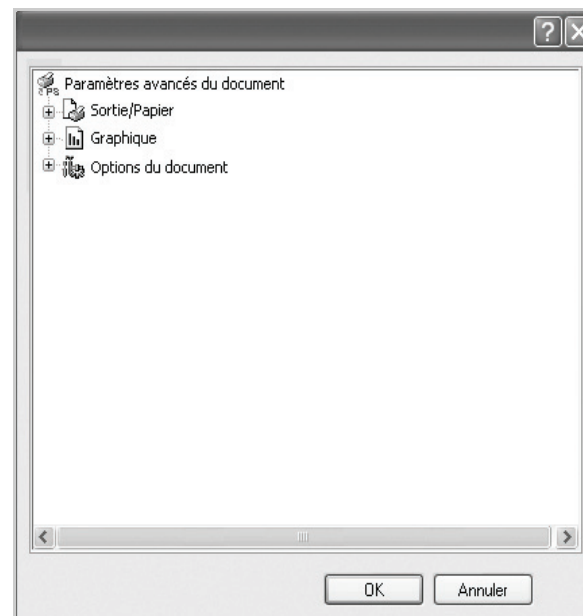 Paramètres avancés du document
Sortie/Papier
Graphique
Options du document
OK
Annuler